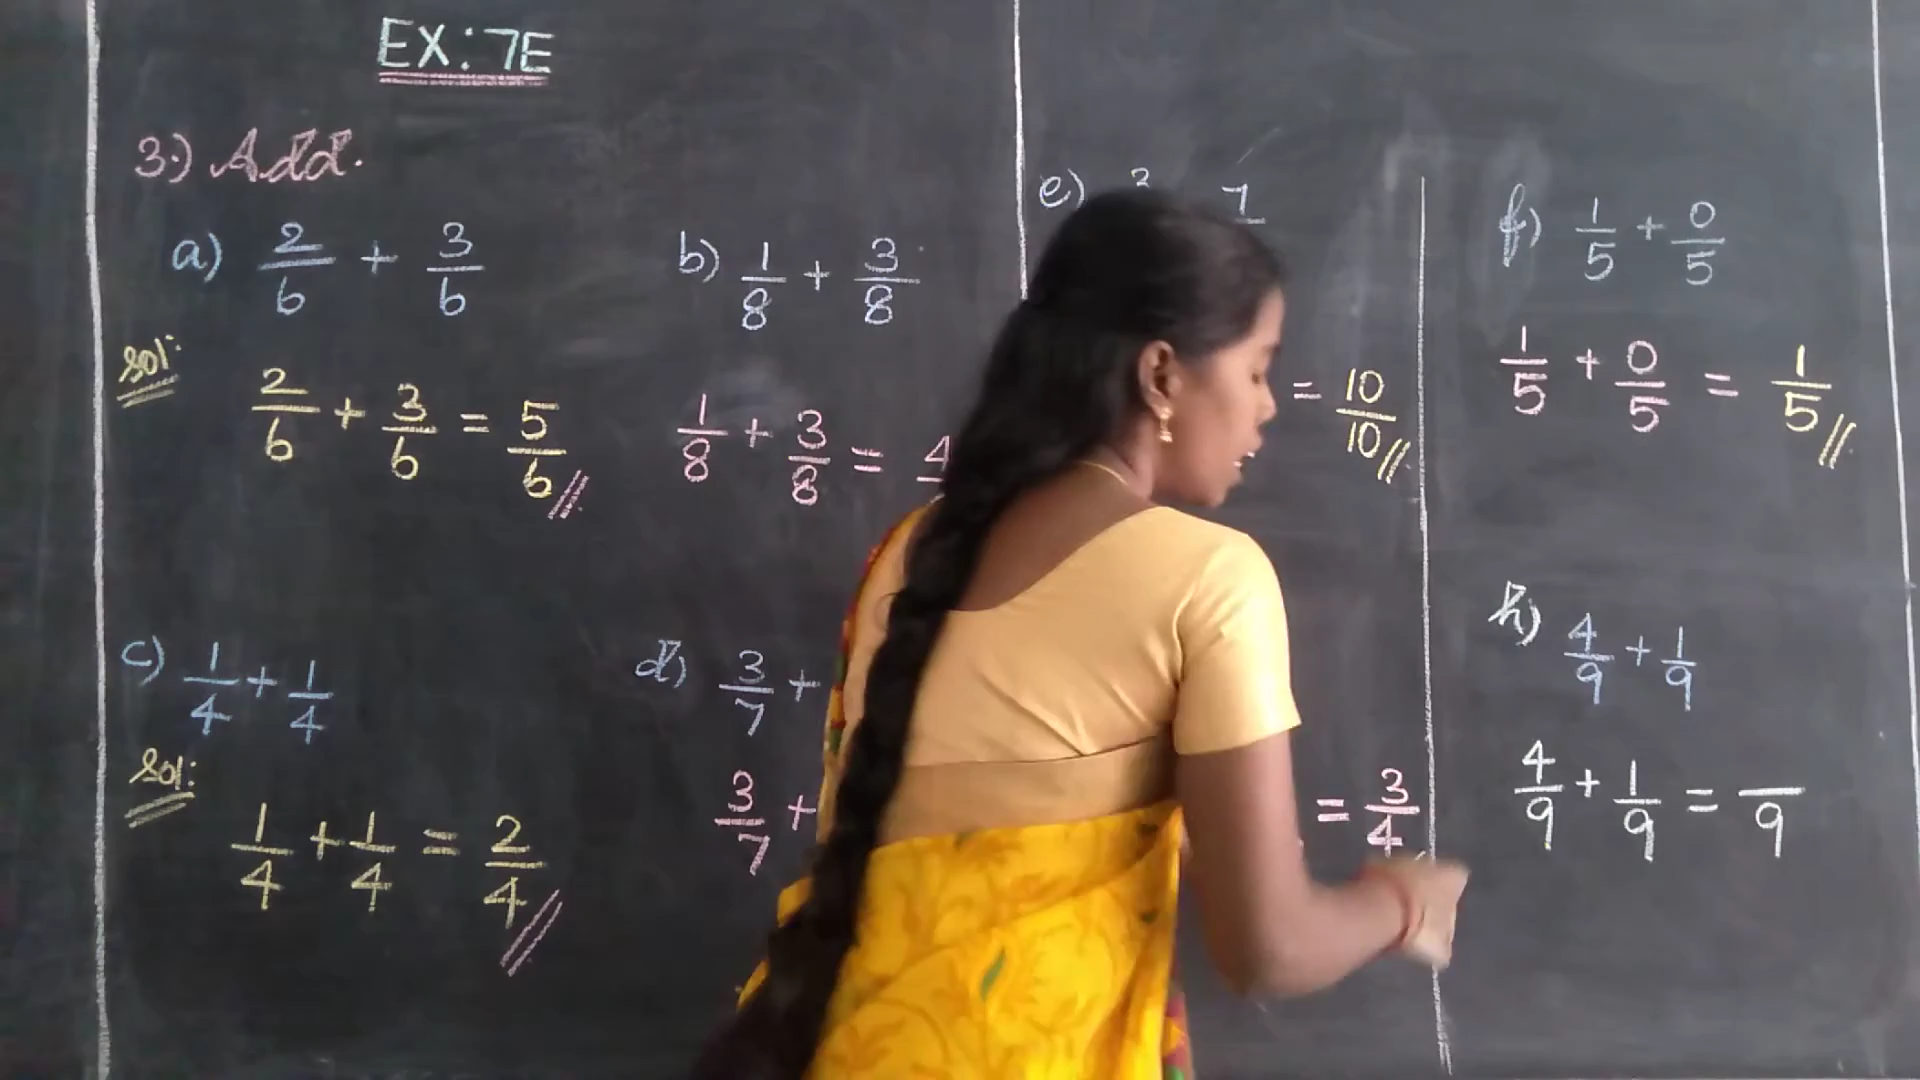 EX: 7E
3.) Add.
a) 2/6 + 3/6
sol:
2/6 + 3/6 = 5/6 //
b) 1/8 + 3/8
1/8 + 3/8 = 4
c) 1/4 + 1/4
sol:
1/4 + 1/4 = 2/4 //
d) 3/7 +
3/7 +
e) 3 7
= 10/10 //
= 3/4
f) 1/5 + 0/5
1/5 + 0/5 = 1/5 //
h) 4/9 + 1/9
4/9 + 1/9 = /9